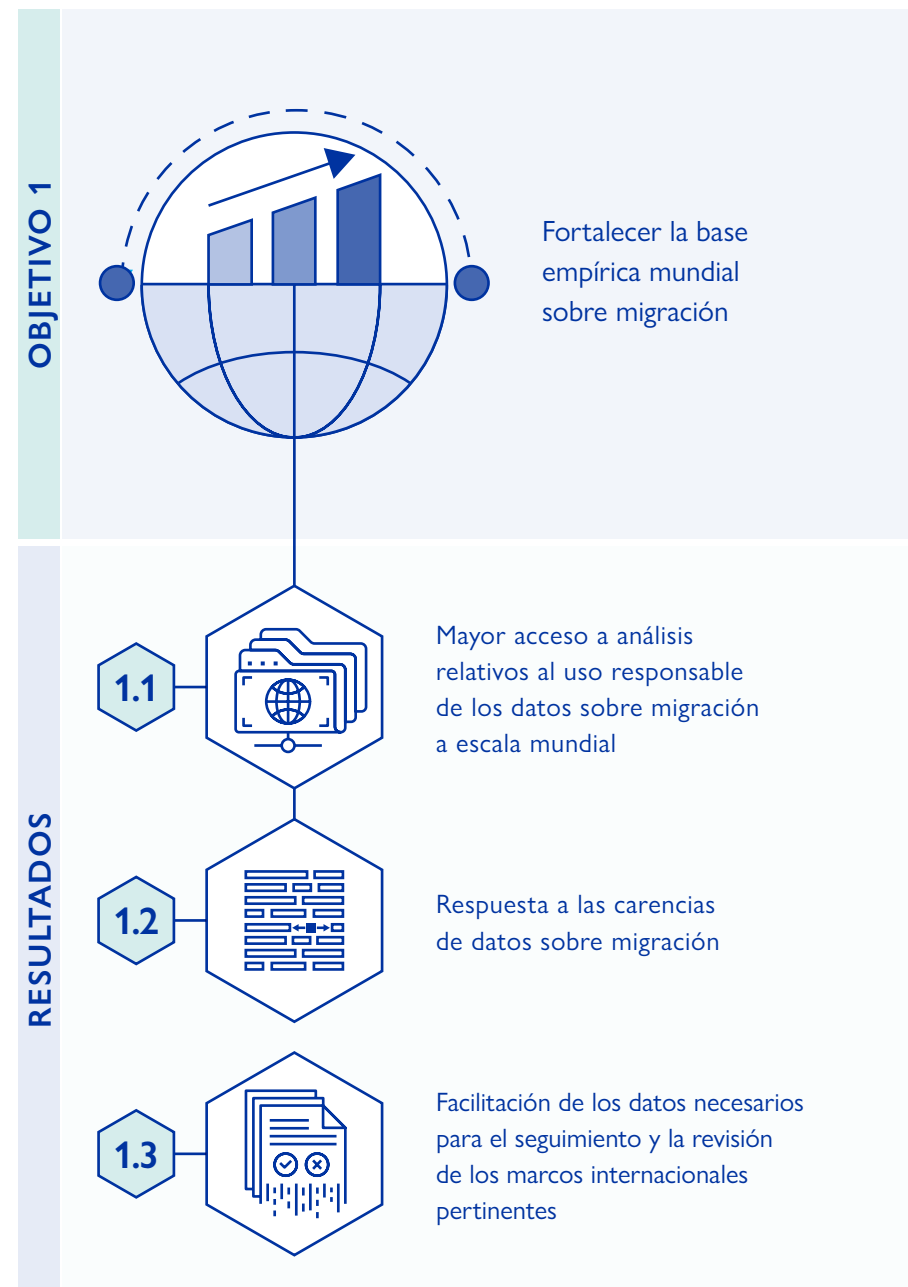 OBJETIVO 1
Fortalecer la base
empírica mundial
sobre migración
RESULTADOS
1.1
Mayor acceso a análisis
relativos al uso responsable
de los datos sobre migración
a escala mundial
1.2
Respuesta a las carencias
de datos sobre migración
1.3
Facilitación de los datos necesarios
para el seguimiento y la revisión
de los marcos internacionales
pertinentes